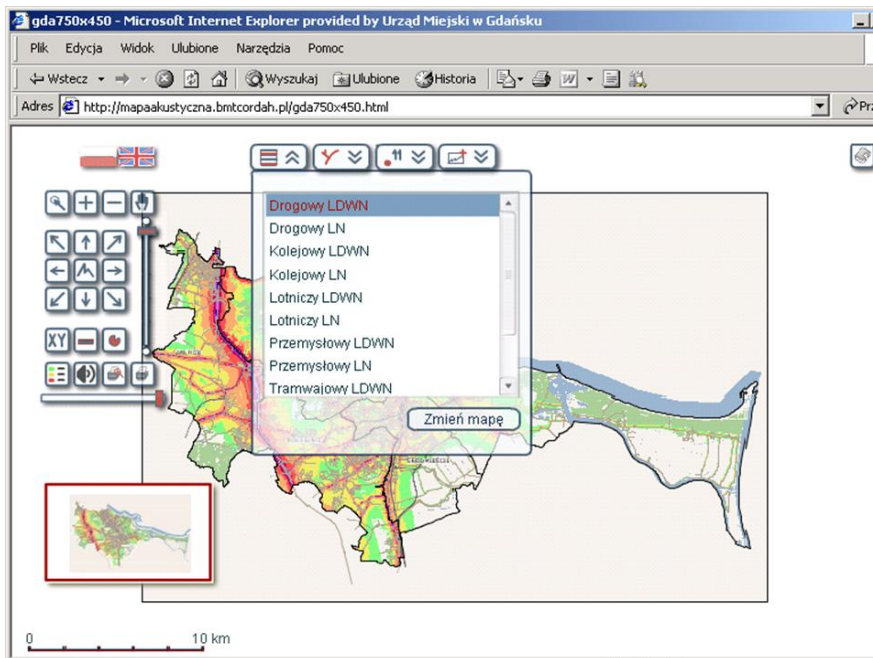 gda750x450 - Microsoft Internet Explorer provided by Urząd Miejski w Gdańsku
Plik Edycja Widok Ulubione Narzędzia Pomoc
Wstecz Wyszukaj Ulubione Historia
Adres http://mapaakustyczna.bmtcordah.pl/gda750x450.html
Drogowy LDWN
Drogowy LN
Kolejowy LDWN
Kolejowy LN
Lotniczy LDWN
Lotniczy LN
Przemysłowy LDWN
Przemysłowy LN
Tramwajowy LDWN
Zmień mapę
XY
0 10 km